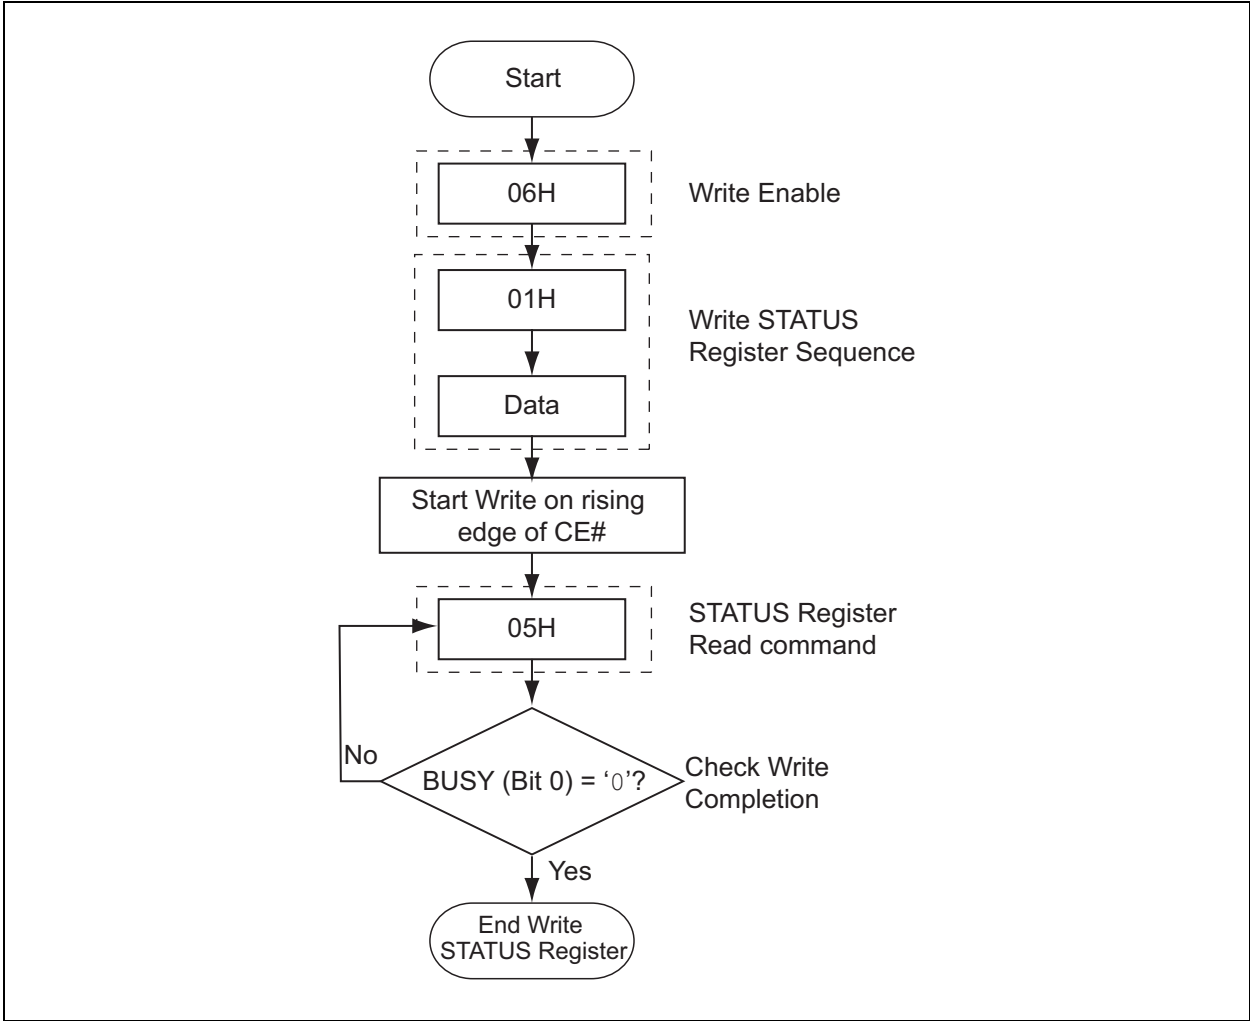 Start
06H
Write Enable
01H
Write STATUS
Register Sequence
Data
Start Write on rising
edge of CE#
05H
STATUS Register
Read command
No
BUSY (Bit 0) = ‘0’?
Check Write
Completion
Yes
End Write
STATUS Register